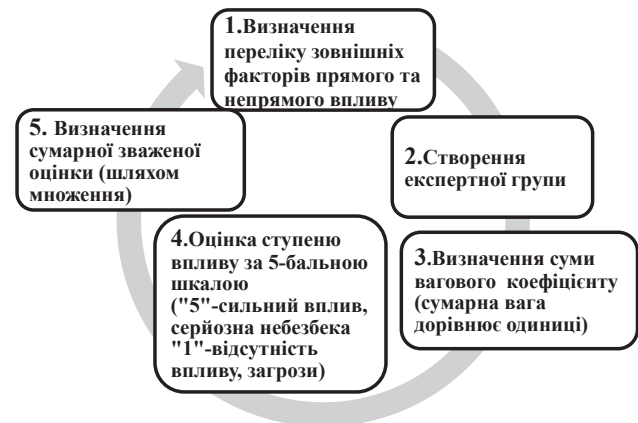 1.Визначення
переліку зовнішніх
факторів прямого та
непрямого впливу
2.Створення
експертної групи
3.Визначення суми
вагового коефіцієнту
(сумарна вага
дорівнює одиниці)
4.Оцінка ступеню
впливу за 5-бальною
шкалою
("5"-сильний вплив,
серйозна небезбека
"1"-відсутність
впливу, загрози)
5. Визначення
сумарної зваженої
оцінки (шляхом
множення)